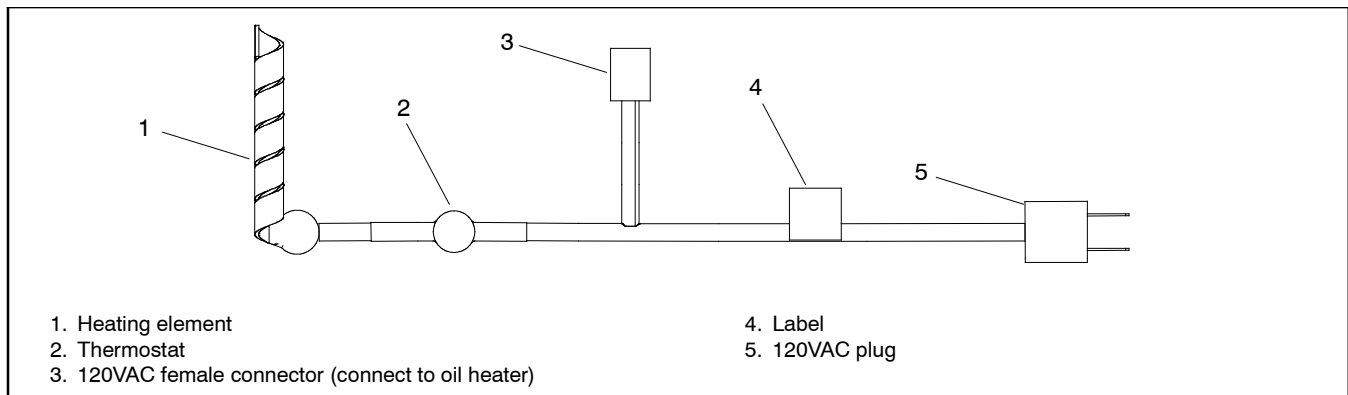 3
4
2
1
5
1. Heating element
2. Thermostat
3. 120VAC female connector (connect to oil heater)
4. Label
5. 120VAC plug